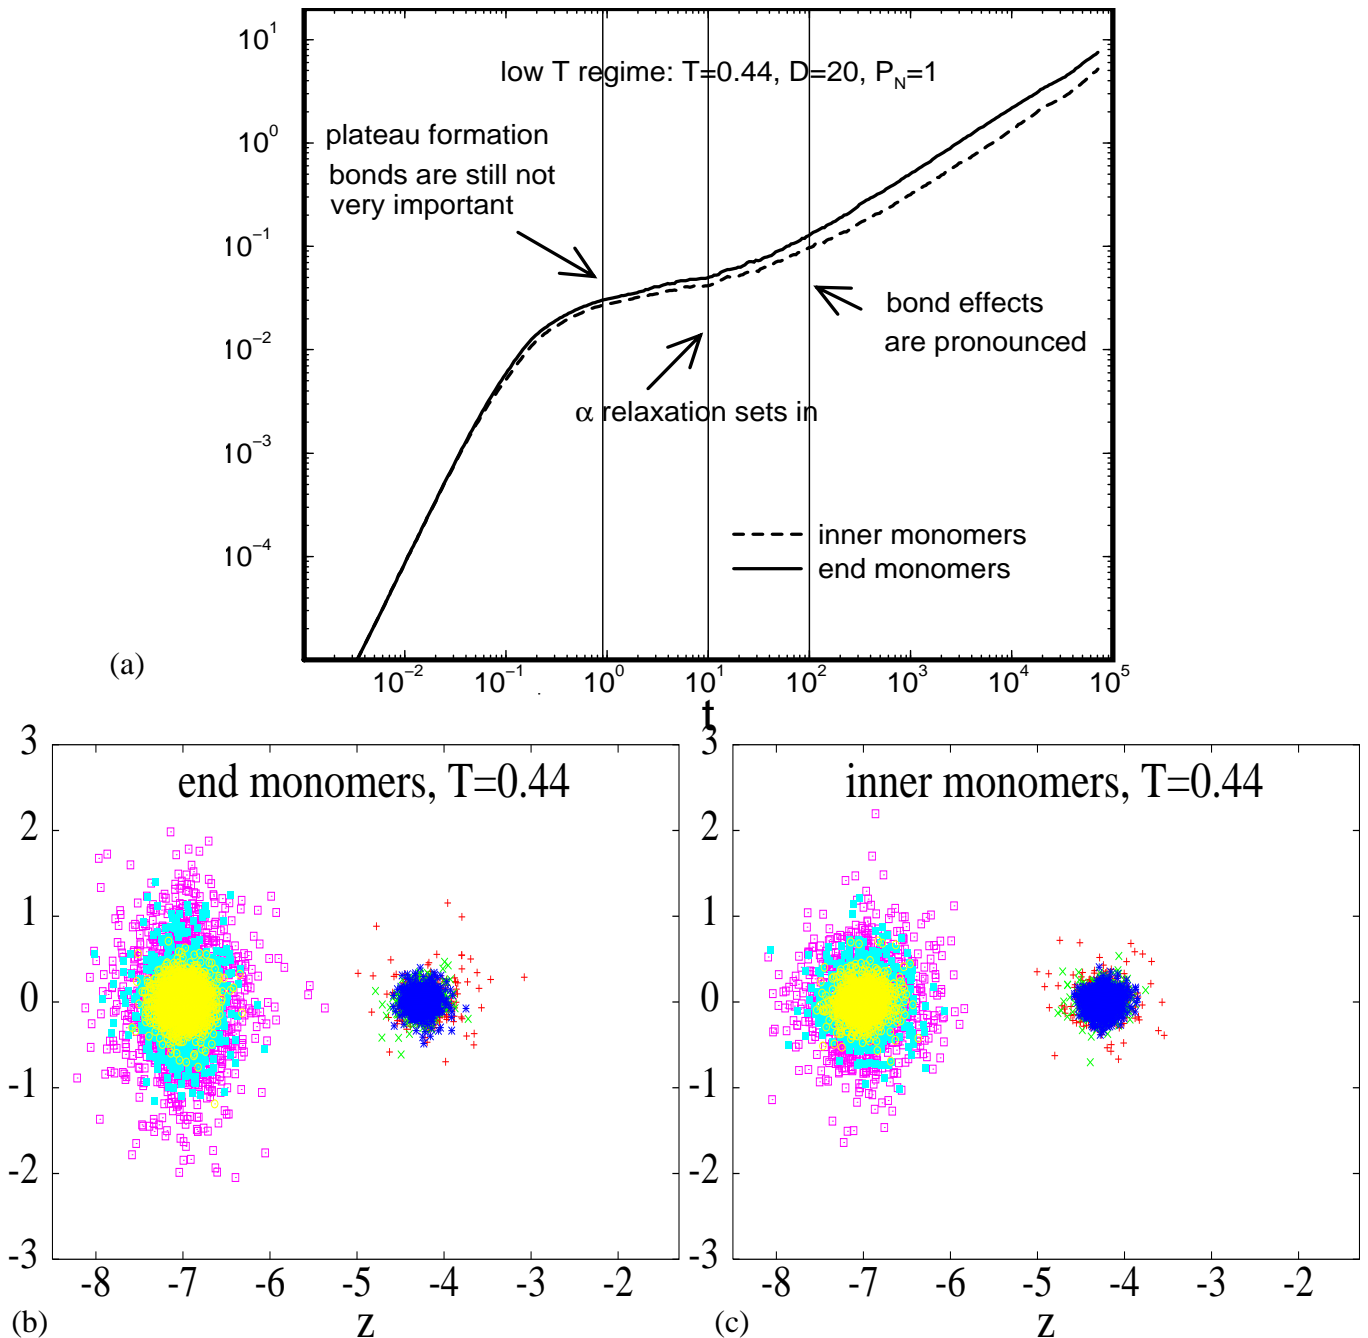 low T regime: T=0.44, D=20, P_N=1
plateau formation
bonds are still not
very important
bond effects
are pronounced
α relaxation sets in
inner monomers
end monomers
10^1
10^0
10^−1
10^−2
10^−3
10^−4
10^−2 10^−1 10^0 10^1 10^2 10^3 10^4 10^5
t
(a)
end monomers, T=0.44
3
2
1
0
-1
-2
-3
-8 -7 -6 -5 -4 -3 -2
z
(b)
inner monomers, T=0.44
3
2
1
0
-1
-2
-3
-8 -7 -6 -5 -4 -3 -2
z
(c)